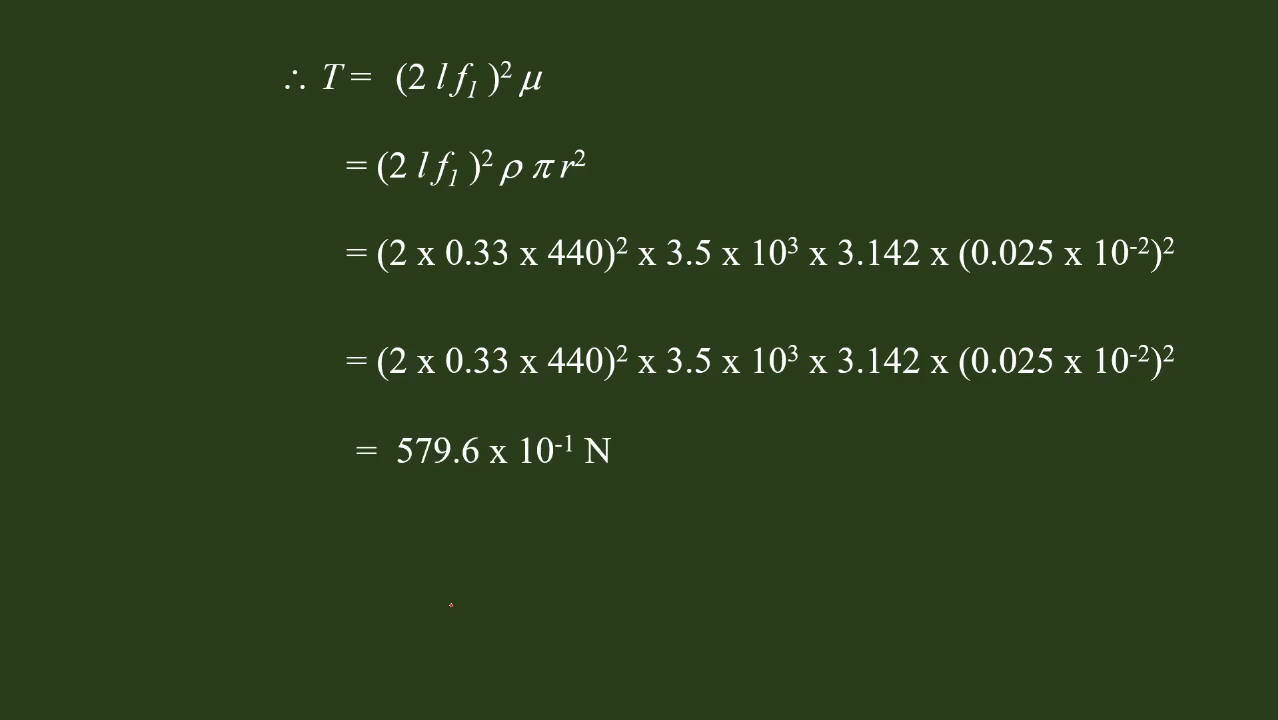 ∴ T = (2 l f₁ )² μ
= (2 l f₁ )² ρ π r²
= (2 x 0.33 x 440)² x 3.5 x 10³ x 3.142 x (0.025 x 10⁻²)²
= (2 x 0.33 x 440)² x 3.5 x 10³ x 3.142 x (0.025 x 10⁻²)²
= 579.6 x 10⁻¹ N